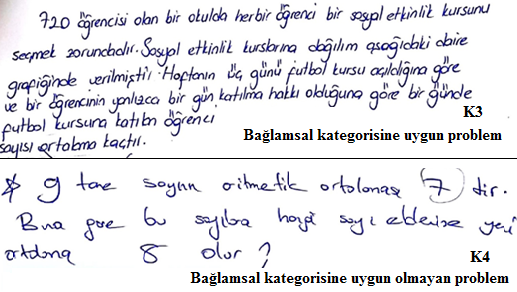 720 öğrencisi olan bir okulda herbir öğrenci bir sosyal etkinlik kursunu
seçmek zorundadır. Sosyal etkinlik kurslarına dağılım aşağıdaki daire
grafiğinde verilmiştir. Haftanın üç günü futbol kursu açıldığına göre
ve bir öğrencinin yanlızca bir gün katılma hakkı olduğuna göre bir günde
futbol kursuna katılan öğrenci
sayısı ortalama kaçtır.
K3
Bağlamsal kategorisine uygun problem
9 tane sayının aritmetik ortalaması 7 dir.
Buna göre bu sayılara hangi sayı eklenirse yeni
ortalama 8 olur ?
K4
Bağlamsal kategorisine uygun olmayan problem